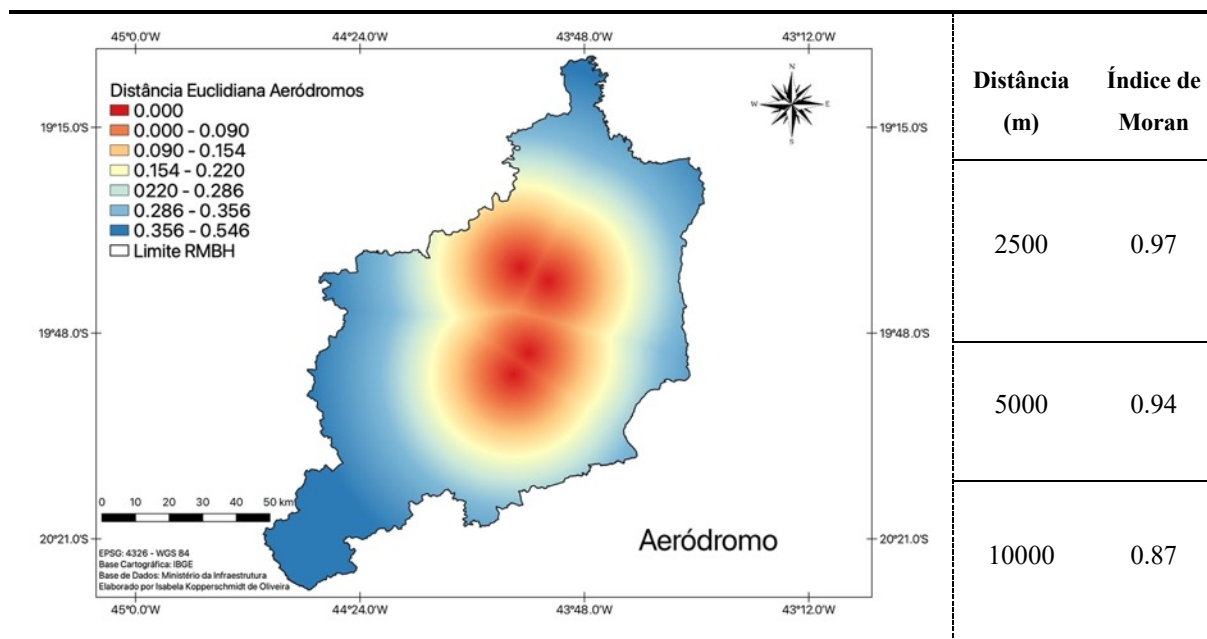 45°0.0'W 44°24.0'W 43°48.0'W 43°12.0'W
Distância Euclidiana Aeródromos
0.000
0.000 - 0.090
0.090 - 0.154
0.154 - 0.220
0220 - 0.286
0.286 - 0.356
0.356 - 0.546
Limite RMBH
N
W E
S
19°15.0'S 19°15.0'S
19°48.0'S 19°48.0'S
0 10 20 30 40 50 km
20°21.0'S 20°21.0'S
Aeródromo
EPSG: 4326 - WGS 84
Base Cartográfica: IBGE
Base de Dados: Ministério da Infraestrutura
Elaborado por Isabela Kopperschmidt de Oliveira
45°0.0'W 44°24.0'W 43°48.0'W 43°12.0'W
Distância Índice de
(m) Moran
2500 0.97
5000 0.94
10000 0.87